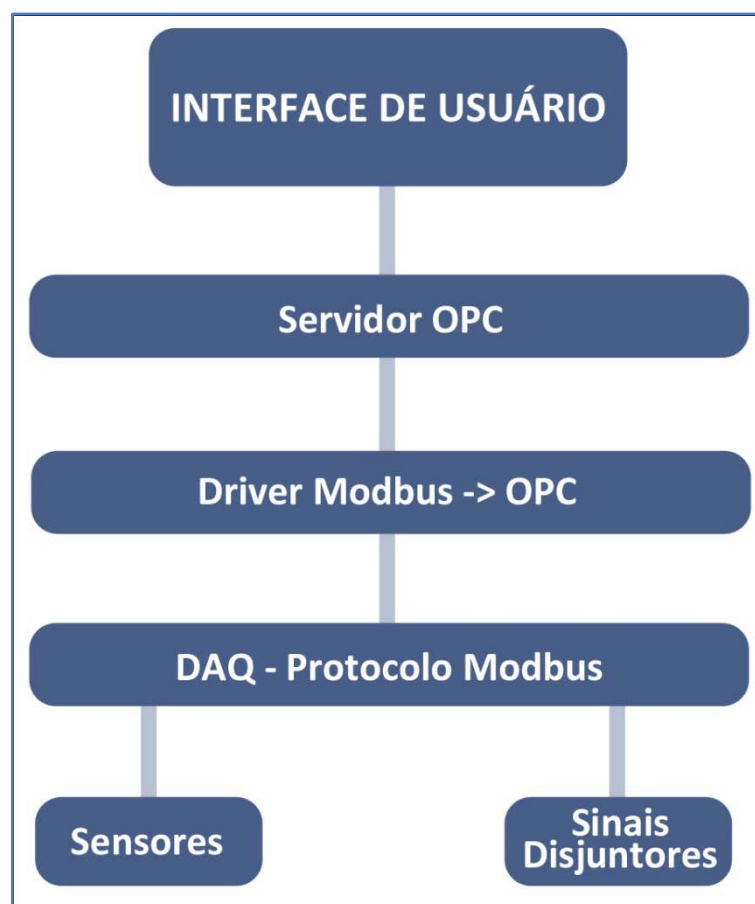 INTERFACE DE USUÁRIO
Servidor OPC
Driver Modbus -> OPC
DAQ - Protocolo Modbus
Sensores
Sinais
Disjuntores